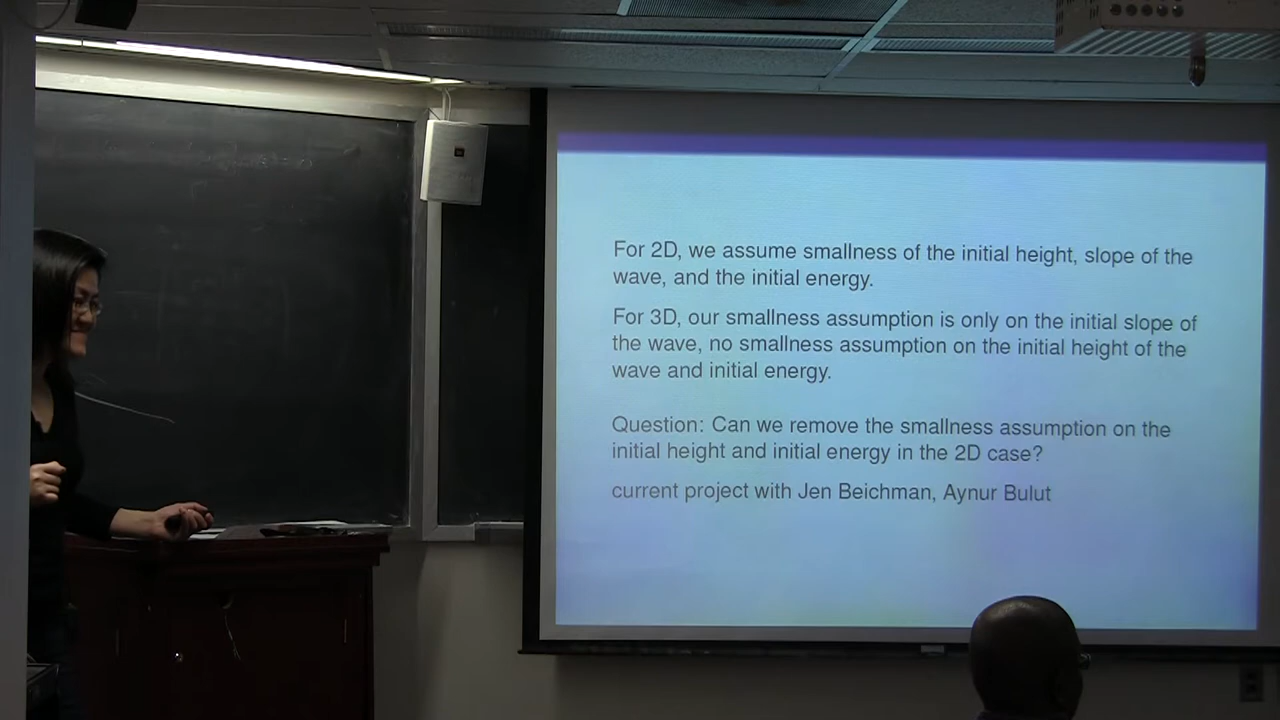 For 2D, we assume smallness of the initial height, slope of the
wave, and the initial energy.
For 3D, our smallness assumption is only on the initial slope of
the wave, no smallness assumption on the initial height of the
wave and initial energy.
Question: Can we remove the smallness assumption on the
initial height and initial energy in the 2D case?
current project with Jen Beichman, Aynur Bulut